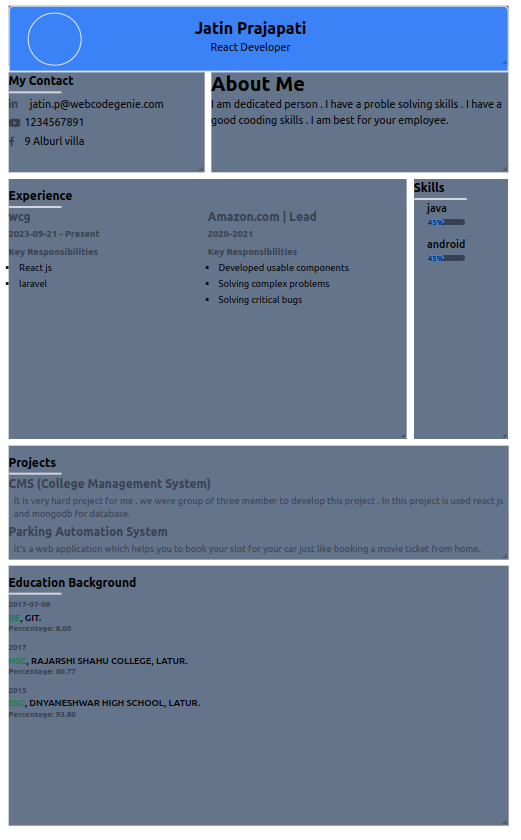 Jatin Prajapati
React Developer
My Contact
in jatin.p@webcodegenie.com
1234567891
9 Alburl villa
About Me
I am dedicated person . I have a proble solving skills . I have a
good cooding skills . I am best for your employee.
Experience
wcg
2023-09-21 - Present
Key Responsibilities
• React js
• laravel
Amazon.com | Lead
2020-2021
Key Responsibilities
• Developed usable components
• Solving complex problems
• Solving critical bugs
Skills
java
45%
android
45%
Projects
CMS (College Management System)
It is very hard project for me . we were group of three member to develop this project . In this project is used react js
and mongodb for database.
Parking Automation System
It's a web application which helps you to book your slot for your car just like booking a movie ticket from home.
Education Background
2017-07-08
BE, GIT.
Percentage: 8.00
2017
HSC, RAJARSHI SHAHU COLLEGE, LATUR.
Percentage: 80.77
2015
SSC, DNYANESHWAR HIGH SCHOOL, LATUR.
Percentage: 93.80